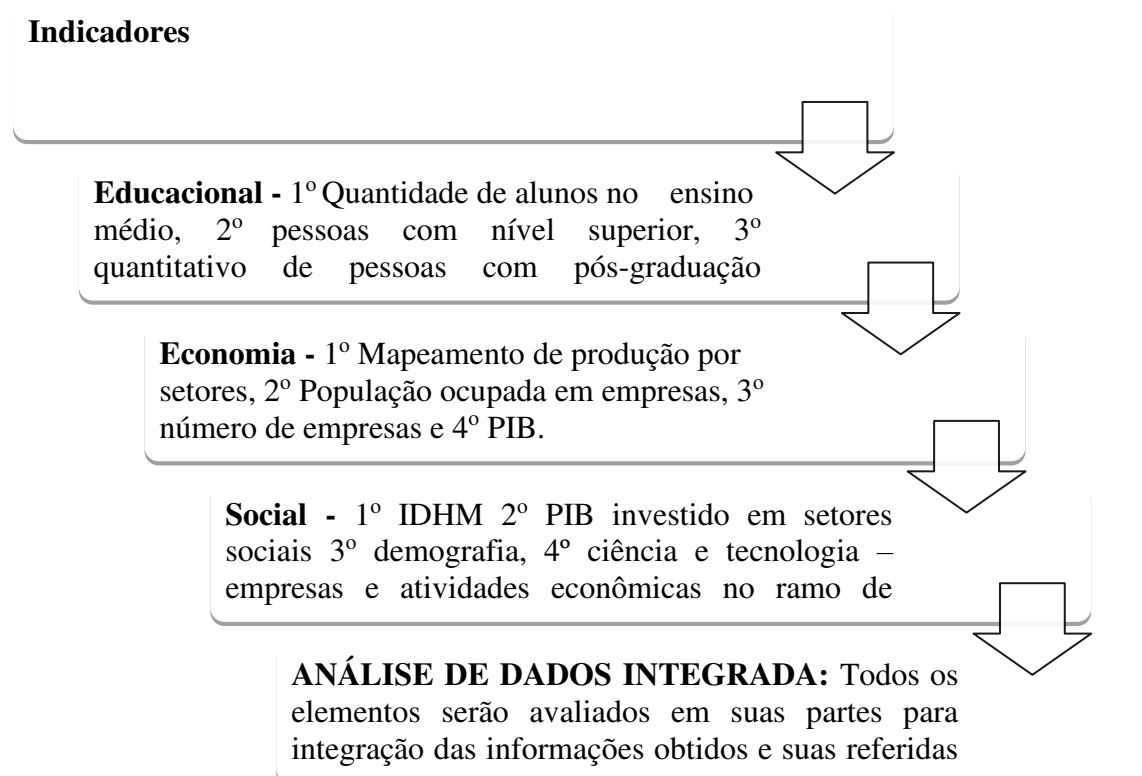 Indicadores
Educacional - 1º Quantidade de alunos no ensino
médio, 2º pessoas com nível superior, 3º
quantitativo de pessoas com pós-graduação
Economia - 1º Mapeamento de produção por
setores, 2º População ocupada em empresas, 3º
número de empresas e 4º PIB.
Social - 1º IDHM 2º PIB investido em setores
sociais 3º demografia, 4º ciência e tecnologia –
empresas e atividades econômicas no ramo de
ANÁLISE DE DADOS INTEGRADA: Todos os
elementos serão avaliados em suas partes para
integração das informações obtidos e suas referidas